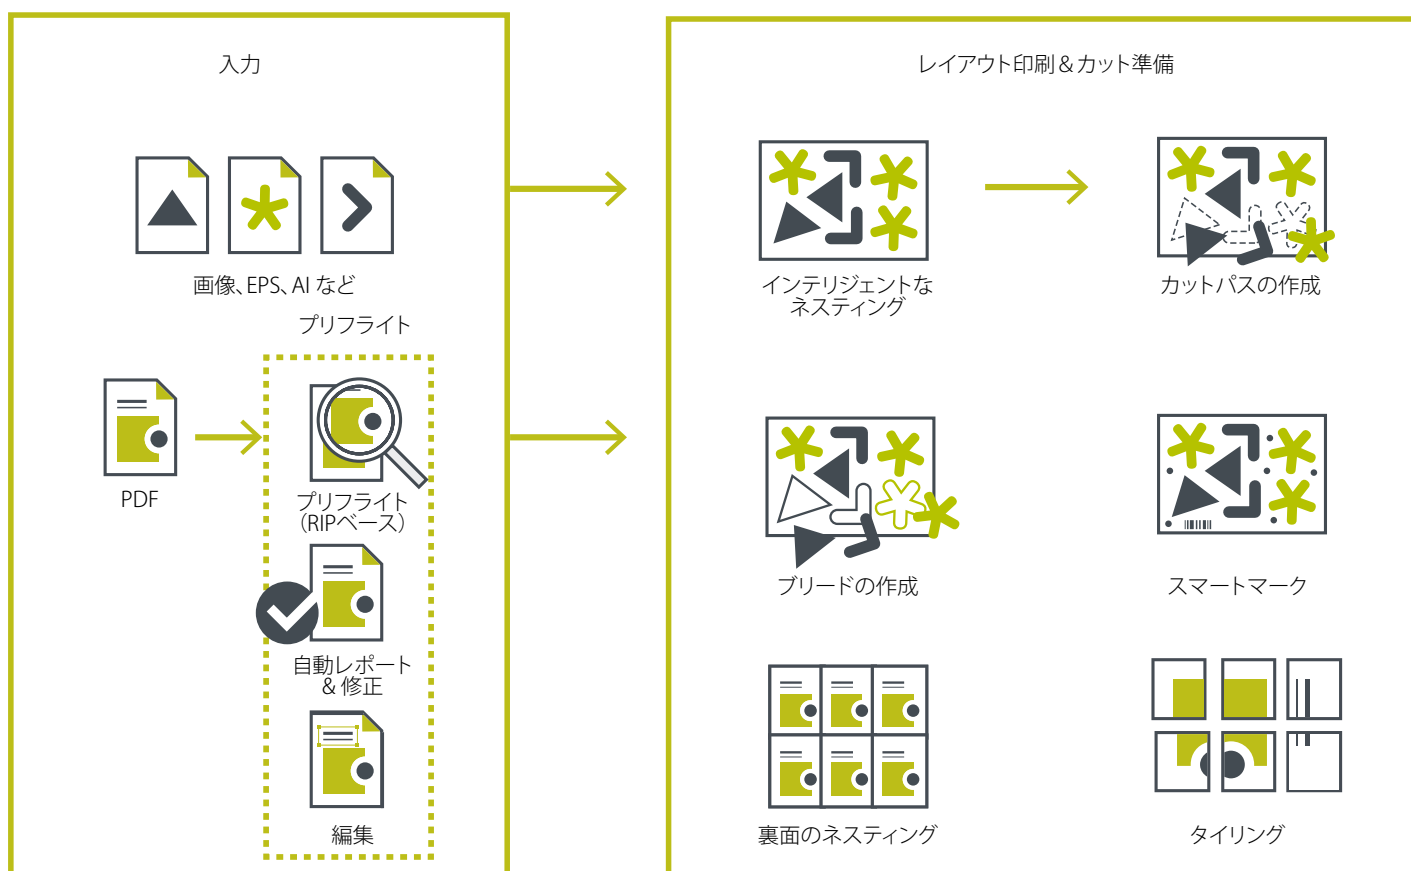 入力
画像、EPS、AI など
プリフライト
PDF
プリフライト
（RIPベース）
自動レポート
& 修正
編集
レイアウト印刷＆カット準備
インテリジェントな
ネスティング
カットパスの作成
ブリードの作成
スマートマーク
裏面のネスティング
タイリング